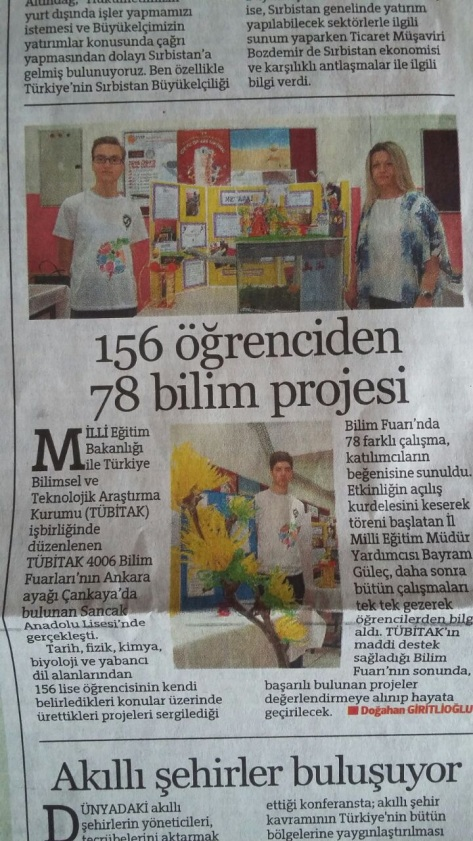 yurt dışında işler yapmamızı
istemesi ve Büyükelçimizin
yatırımlar konusunda çağrı
yapmasından dolayı Sırbistan'a
gelmiş bulunuyoruz. Ben özellikle
Türkiye'nin Sırbistan Büyükelçiliği
ise, Sırbistan genelinde yatırım
yapılabilecek sektörlerle ilgili
sunum yaparken Ticaret Müşaviri
Bozdemir de Sırbistan ekonomisi
ve karşılıklı antlaşmalar ile ilgili
bilgi verdi.
156 öğrenciden
78 bilim projesi
MİLLİ Eğitim
Bakanlığı
ile Türkiye
Bilimsel ve
Teknolojik Araştırma
Kurumu (TÜBİTAK)
işbirliğinde
düzenlenen
TÜBİTAK 4006 Bilim
Fuarları'nın Ankara
ayağı Çankaya'da
bulunan Sancak
Anadolu Lisesi'nde
gerçekleşti.
Tarih, fizik, kimya,
biyoloji ve yabancı
dil alanlarından
156 lise öğrencisinin kendi
belirledikleri konular üzerinde
ürettikleri projeleri sergilediği
Bilim Fuarı'nda
78 farklı çalışma,
katılımcıların
beğenisine sunuldu.
Etkinliğin açılış
kurdelesini keserek
töreni başlatan İl
Milli Eğitim Müdür
Yardımcısı Bayram
Güleç, daha sonra
bütün çalışmaları
tek tek gezerek
öğrencilerden bilg
aldı. TÜBİTAK'ın
maddi destek
sağladığı Bilim
Fuarı'nın sonunda,
başarılı bulunan projeler
değerlendirmeye alınıp hayata
geçirilecek. Doğahan GİRİTLİOĞLU
Akıllı şehirler buluşuyor
DÜNYADAKİ akıllı
şehirlerin yöneticileri,
tecrübelerini aktarmak
ettiği konferansta; akıllı şehir
kavramının Türkiye'nin bütün
bölgelerine yaygınlaştırılması